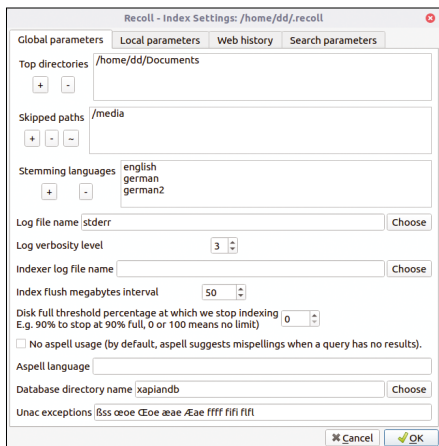 Recoll - Index Settings: /home/dd/.recoll
Global parameters Local parameters Web history Search parameters
Top directories
/home/dd/Documents
+ -
Skipped paths
/media
+ - ~
Stemming languages
english
german
german2
+ -
Log file name stderr Choose
Log verbosity level 3
Indexer log file name Choose
Index flush megabytes interval 50
Disk full threshold percentage at which we stop indexing
E.g. 90% to stop at 90% full, 0 or 100 means no limit) 0
No aspell usage (by default, aspell suggests mispellings when a query has no results).
Aspell language
Database directory name xapiandb Choose
Unac exceptions ßss œoe Œoe æae Æae ffff fifi flfl
Cancel OK